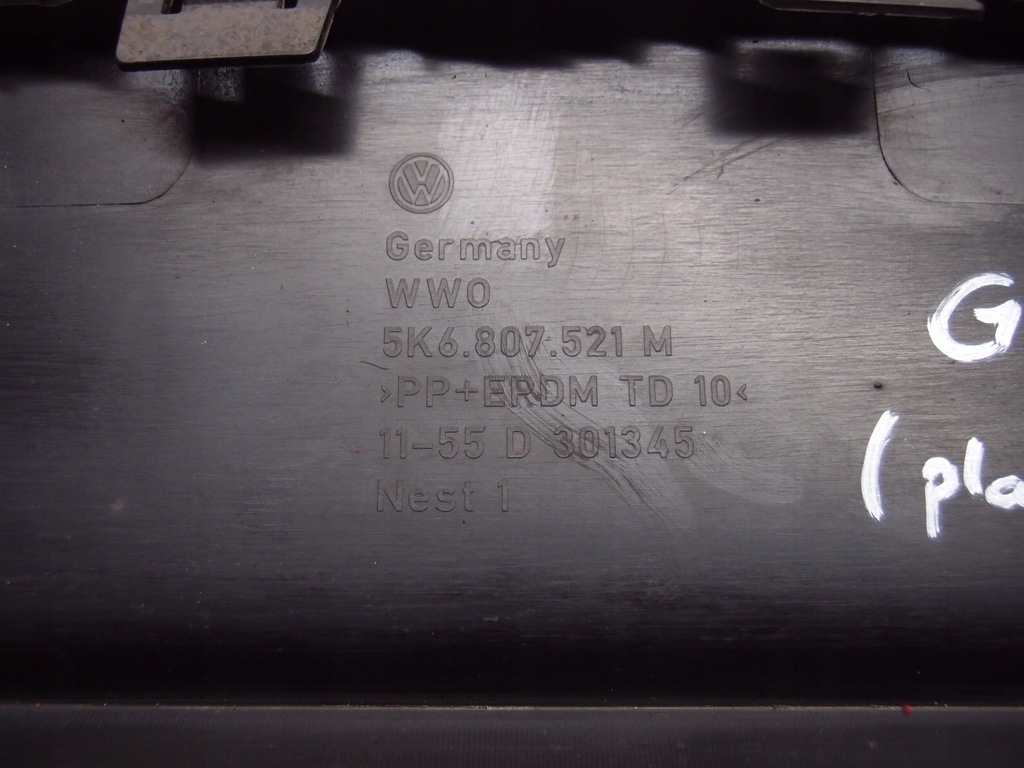 Germany
WWO
5K6.807.521 M
>PP+EPDM TD 10<
11-55 D 301345
Nest 1
G
(pla